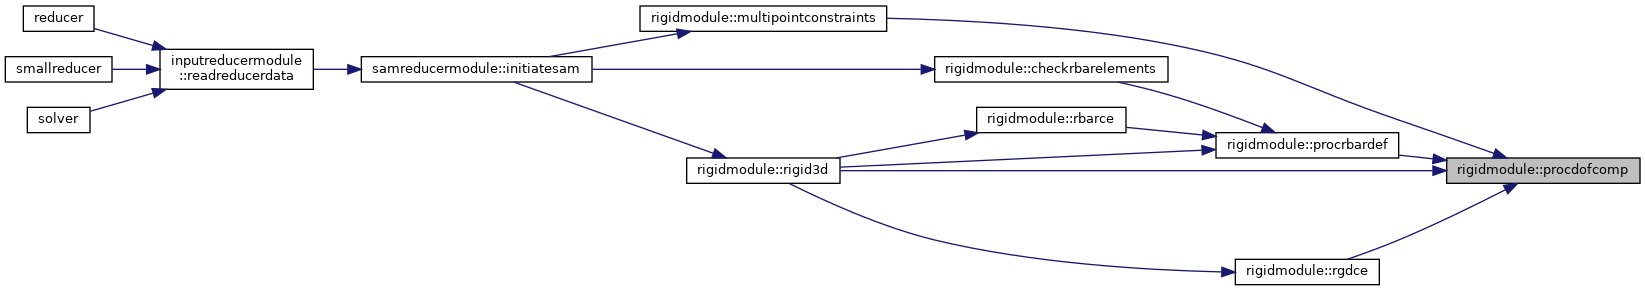 reducer
smallreducer
solver
inputreducermodule
::readreducerdata
samreducermodule::initiatesam
rigidmodule::multipointconstraints
rigidmodule::checkrbarelements
rigidmodule::rbarce
rigidmodule::procrbardef
rigidmodule::rigid3d
rigidmodule::procdofcomp
rigidmodule::rgdce